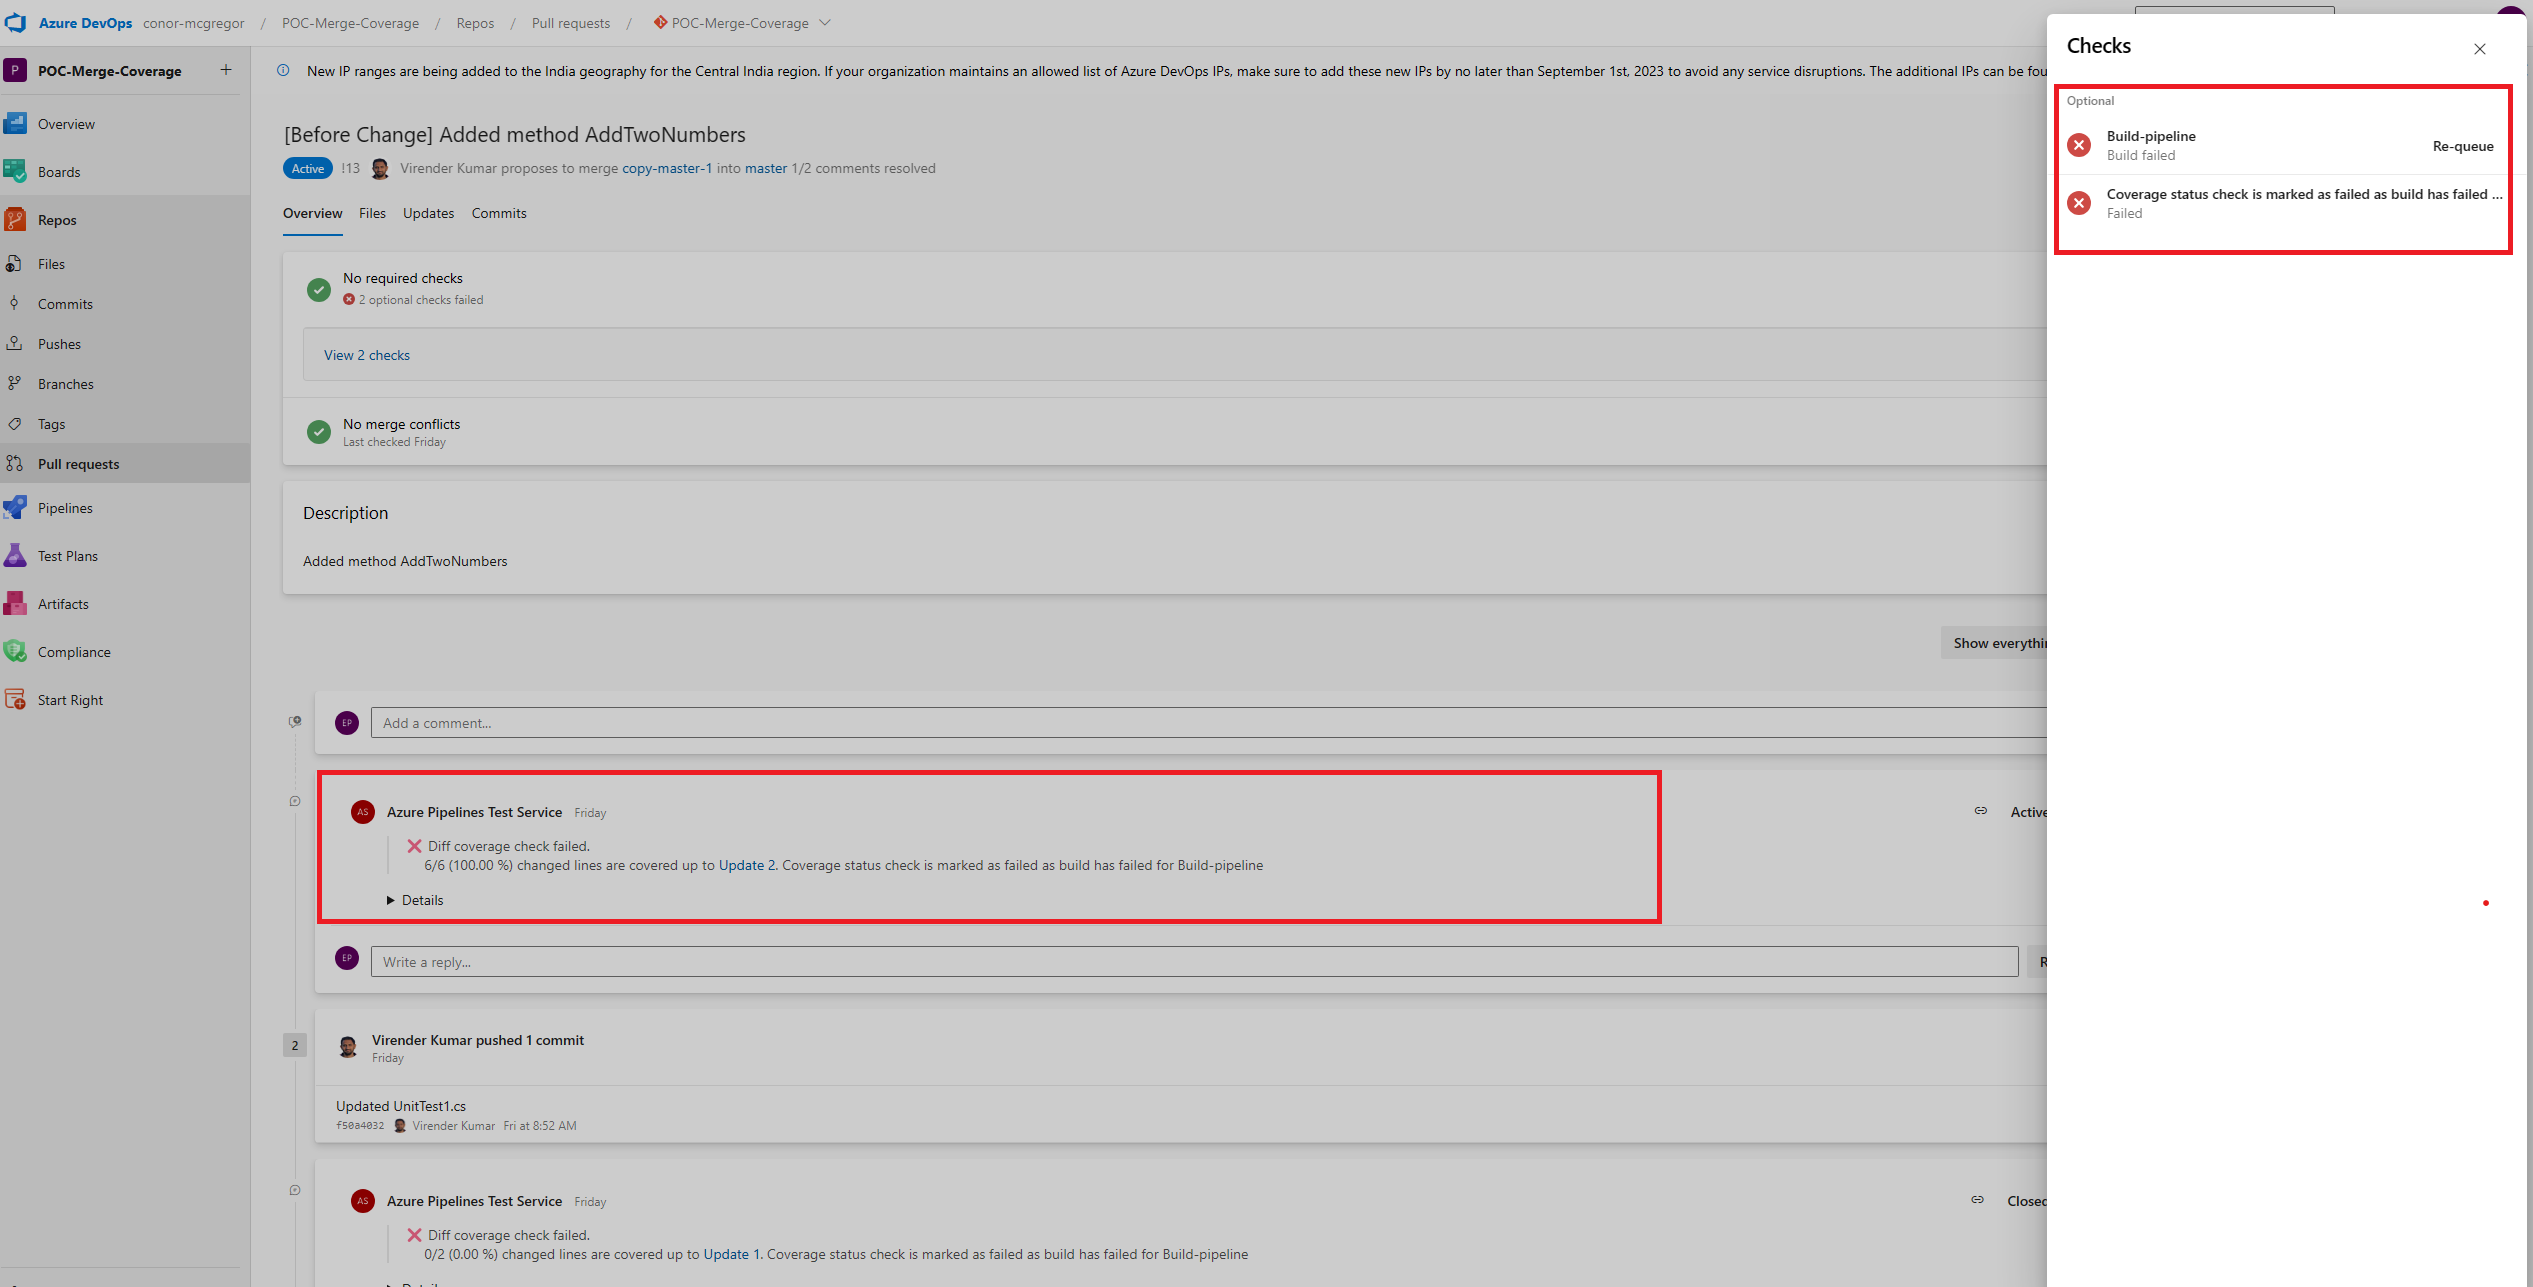 Azure DevOps conor-mcgregor / POC-Merge-Coverage / Repos / Pull requests / POC-Merge-Coverage
P POC-Merge-Coverage +
Overview
Boards
Repos
Files
Commits
Pushes
Branches
Tags
Pull requests
Pipelines
Test Plans
Artifacts
Compliance
Start Right
New IP ranges are being added to the India geography for the Central India region. If your organization maintains an allowed list of Azure DevOps IPs, make sure to add these new IPs by no later than September 1st, 2023 to avoid any service disruptions. The additional IPs can be fou
[Before Change] Added method AddTwoNumbers
Active !13 Virender Kumar proposes to merge copy-master-1 into master 1/2 comments resolved
Overview Files Updates Commits
No required checks
2 optional checks failed
View 2 checks
No merge conflicts
Last checked Friday
Description
Added method AddTwoNumbers
Show everythin
EP Add a comment...
AS Azure Pipelines Test Service Friday Active
Diff coverage check failed.
6/6 (100.00 %) changed lines are covered up to Update 2. Coverage status check is marked as failed as build has failed for Build-pipeline
Details
EP Write a reply... R
2 Virender Kumar pushed 1 commit
Friday
Updated UnitTest1.cs
f50a4032 Virender Kumar Fri at 8:52 AM
AS Azure Pipelines Test Service Friday Closed
Diff coverage check failed.
0/2 (0.00 %) changed lines are covered up to Update 1. Coverage status check is marked as failed as build has failed for Build-pipeline
Checks
Optional
Build-pipeline
Build failed
Re-queue
Coverage status check is marked as failed as build has failed ...
Failed